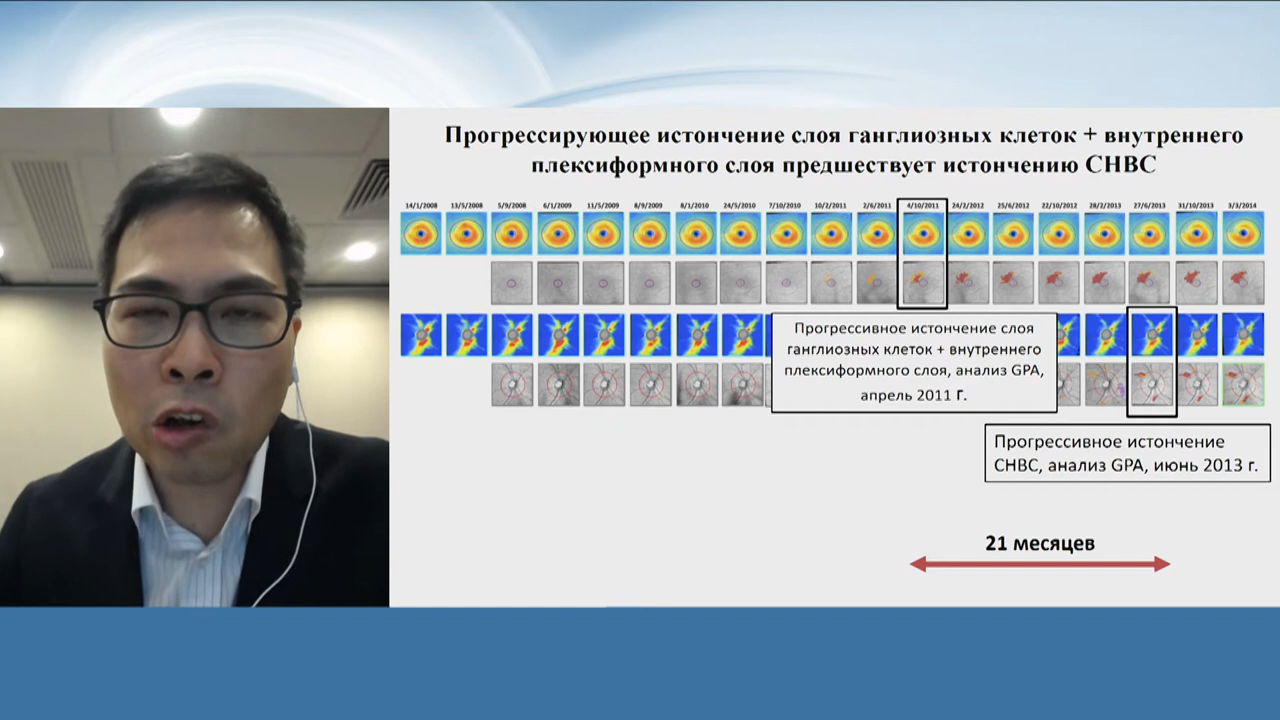 Прогрессирующее истончение слоя ганглиозных клеток + внутреннего
плексиформного слоя предшествует истончению СНВС
14/1/2008 13/5/2008 5/9/2008 6/1/2009 11/5/2009 8/9/2009 8/1/2010 24/5/2010 7/10/2010 10/2/2011 2/6/2011 4/10/2011 24/2/2012 25/6/2012 22/10/2012 28/2/2013 27/6/2013 31/10/2013 3/3/2014
Прогрессивное истончение слоя
ганглиозных клеток + внутреннего
плексиформного слоя, анализ GPA,
апрель 2011 г.
Прогрессивное истончение
СНВС, анализ GPA, июнь 2013 г.
21 месяцев